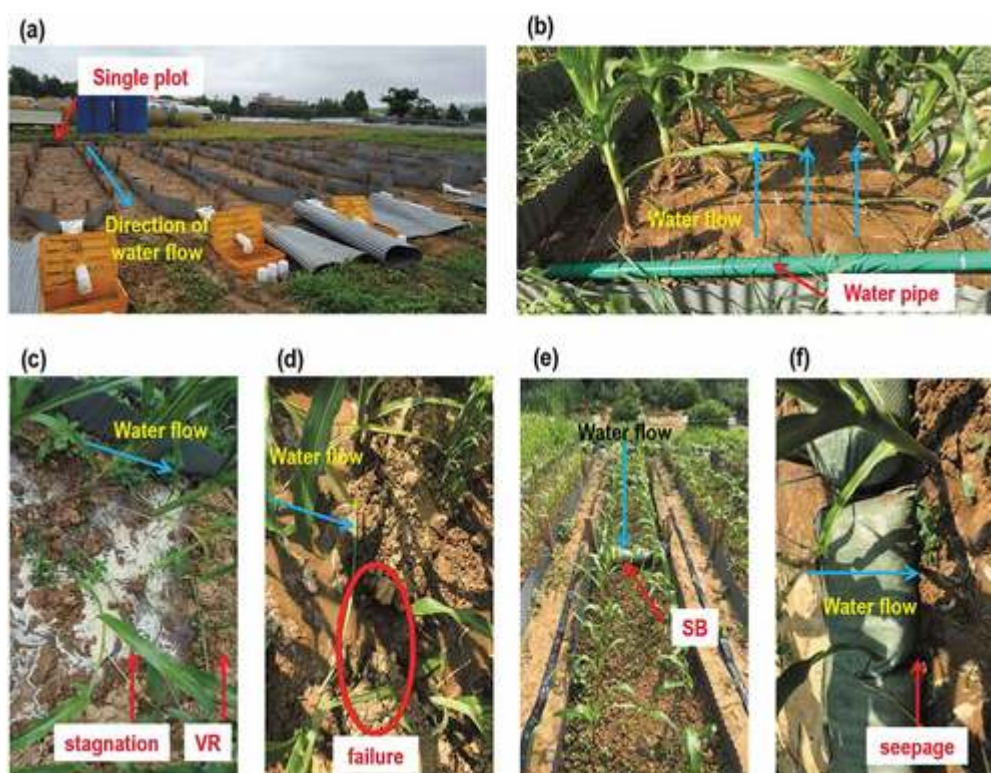 (a)
Single plot
Direction of
water flow
(b)
Water flow
Water pipe
(c)
Water flow
stagnation
VR
(d)
Water flow
failure
(e)
Water flow
SB
(f)
Water flow
seepage